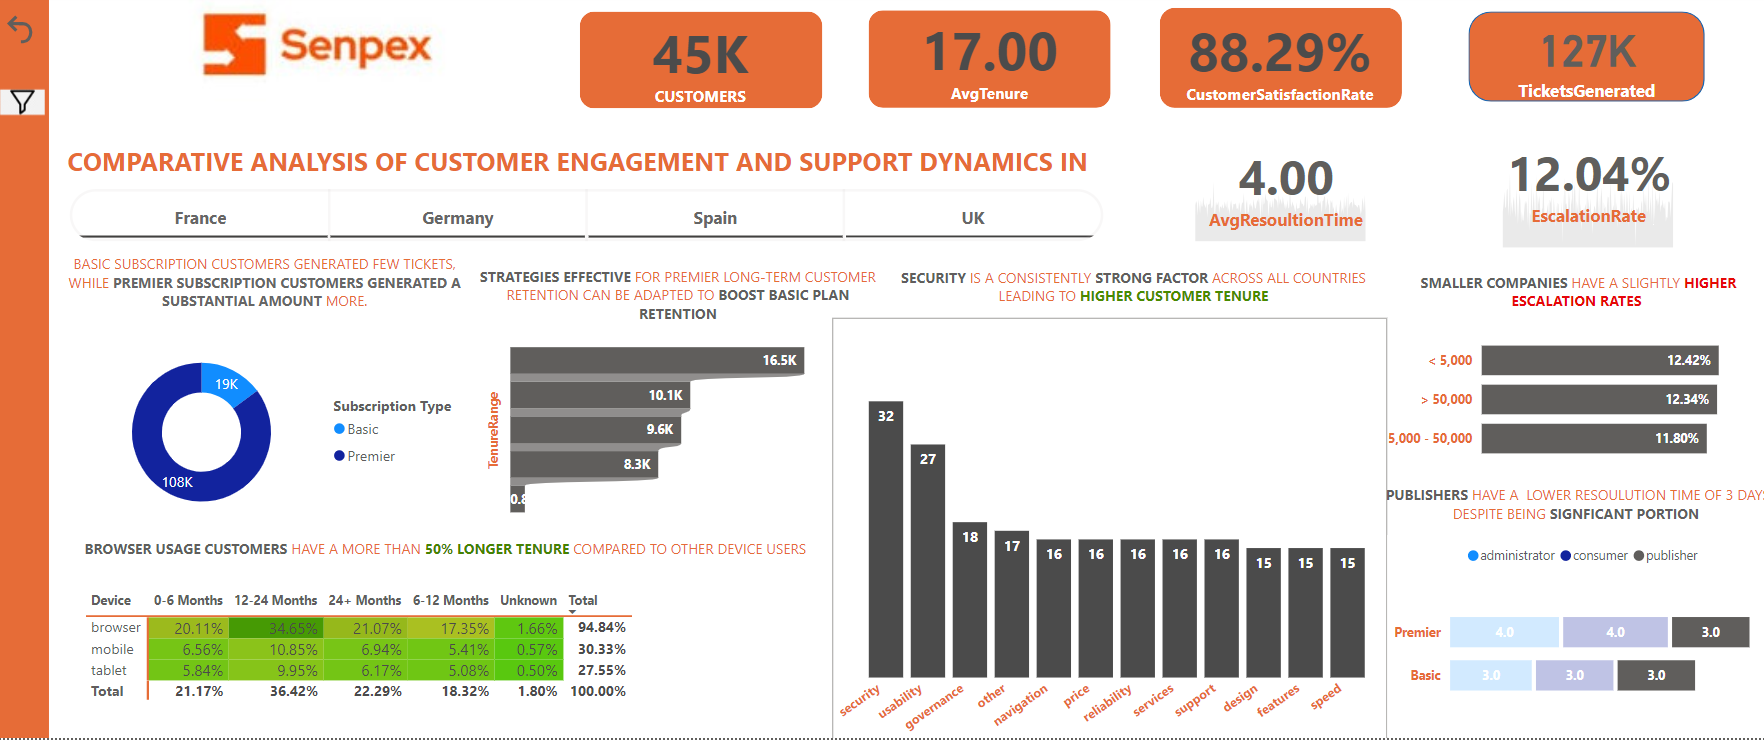 Senpex
45K
CUSTOMERS
17.00
AvgTenure
88.29%
CustomerSatisfactionRate
127K
TicketsGenerated
COMPARATIVE ANALYSIS OF CUSTOMER ENGAGEMENT AND SUPPORT DYNAMICS IN
France
Germany
Spain
UK
4.00
AvgResoultionTime
12.04%
EscalationRate
BASIC SUBSCRIPTION CUSTOMERS GENERATED FEW TICKETS,
WHILE PREMIER SUBSCRIPTION CUSTOMERS GENERATED A
SUBSTANTIAL AMOUNT MORE.
19K
108K
Subscription Type
Basic
Premier
STRATEGIES EFFECTIVE FOR PREMIER LONG-TERM CUSTOMER
RETENTION CAN BE ADAPTED TO BOOST BASIC PLAN
RETENTION
TenureRange
16.5K
10.1K
9.6K
8.3K
0.8
BROWSER USAGE CUSTOMERS HAVE A MORE THAN 50% LONGER TENURE COMPARED TO OTHER DEVICE USERS
Device 0-6 Months 12-24 Months 24+ Months 6-12 Months Unknown Total
browser 20.11% 34.65% 21.07% 17.35% 1.66% 94.84%
mobile 6.56% 10.85% 6.94% 5.41% 0.57% 30.33%
tablet 5.84% 9.95% 6.17% 5.08% 0.50% 27.55%
Total 21.17% 36.42% 22.29% 18.32% 1.80% 100.00%
SECURITY IS A CONSISTENTLY STRONG FACTOR ACROSS ALL COUNTRIES
LEADING TO HIGHER CUSTOMER TENURE
32 27 18 17 16 16 16 16 16 15 15 15
security usability governance other navigation price reliability services support design features speed
SMALLER COMPANIES HAVE A SLIGHTLY HIGHER
ESCALATION RATES
< 5,000 12.42%
> 50,000 12.34%
5,000 - 50,000 11.80%
PUBLISHERS HAVE A LOWER RESOULUTION TIME OF 3 DAY
DESPITE BEING SIGNFICANT PORTION
administrator consumer publisher
Premier 4.0 4.0 3.0
Basic 3.0 3.0 3.0